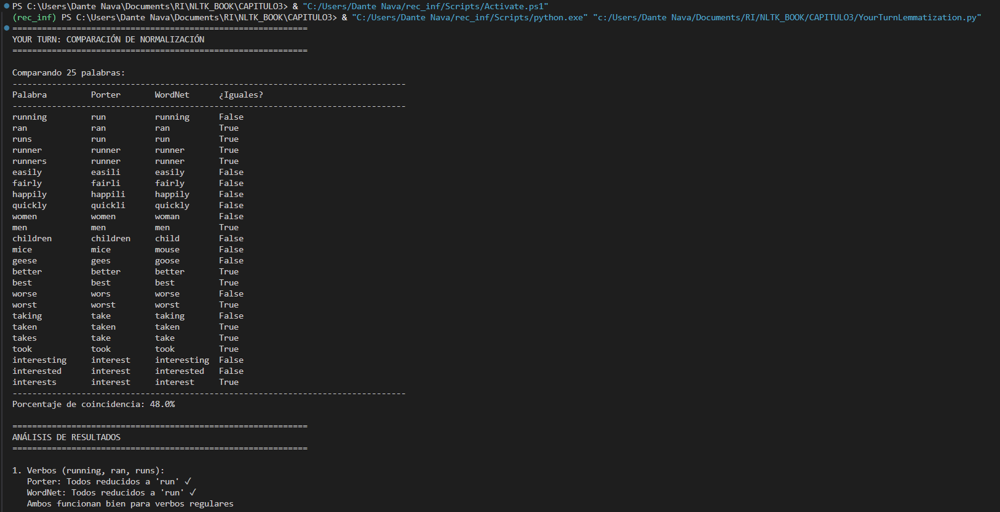 PS C:\Users\Dante Nava\Documents\RI\NLTK_BOOK\CAPITULO3> & "C:/Users/Dante Nava/rec_inf/Scripts/Activate.ps1"
(rec_inf) PS C:\Users\Dante Nava\Documents\RI\NLTK_BOOK\CAPITULO3> & "C:/Users/Dante Nava/rec_inf/Scripts/python.exe" "c:/Users/Dante Nava/Documents/RI/NLTK_BOOK/CAPITULO3/YourTurnLemmatization.py"
============================================================
YOUR TURN: COMPARACIÓN DE NORMALIZACIÓN
============================================================
Comparando 25 palabras:
--------------------------------------------------------------------------------
Palabra         Porter       WordNet      ¿Iguales?
--------------------------------------------------------------------------------
running         run          running      False
ran             ran          ran          True
runs            run          run          True
runner          runner       runner       True
runners         runner       runner       True
easily          easili       easily       False
fairly          fairli       fairly       False
happily         happili      happily      False
quickly         quickli      quickly      False
women           women        woman        False
men             men          men          True
children        children     child        False
mice            mice         mouse        False
geese           gees         goose        False
better          better       better       True
best            best         best         True
worse           wors         worse        False
worst           worst        worst        True
taking          take         taking       False
taken           taken        taken        True
takes           take         take         True
took            took         took         True
interesting     interest     interesting  False
interested      interest     interested   False
interests       interest     interest     True
--------------------------------------------------------------------------------
Porcentaje de coincidencia: 48.0%
============================================================
ANÁLISIS DE RESULTADOS
============================================================
1. Verbos (running, ran, runs):
   Porter: Todos reducidos a 'run' ✓
   WordNet: Todos reducidos a 'run' ✓
   Ambos funcionan bien para verbos regulares